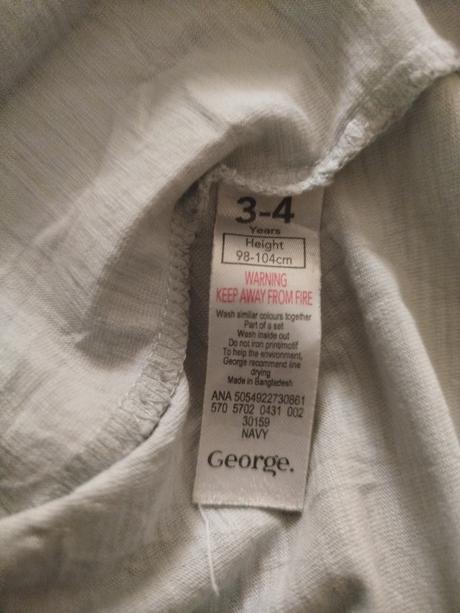 3-4
Years
Height
98-104cm
WARNING
KEEP AWAY FROM FIRE
Wash similar colours together
Part of a set
Wash inside out
Do not iron print/motif
To help the environment,
George recommend line
drying
Made in Bangladesh
ANA 5054922730861
570 5702 0431 002
30159
NAVY
George.